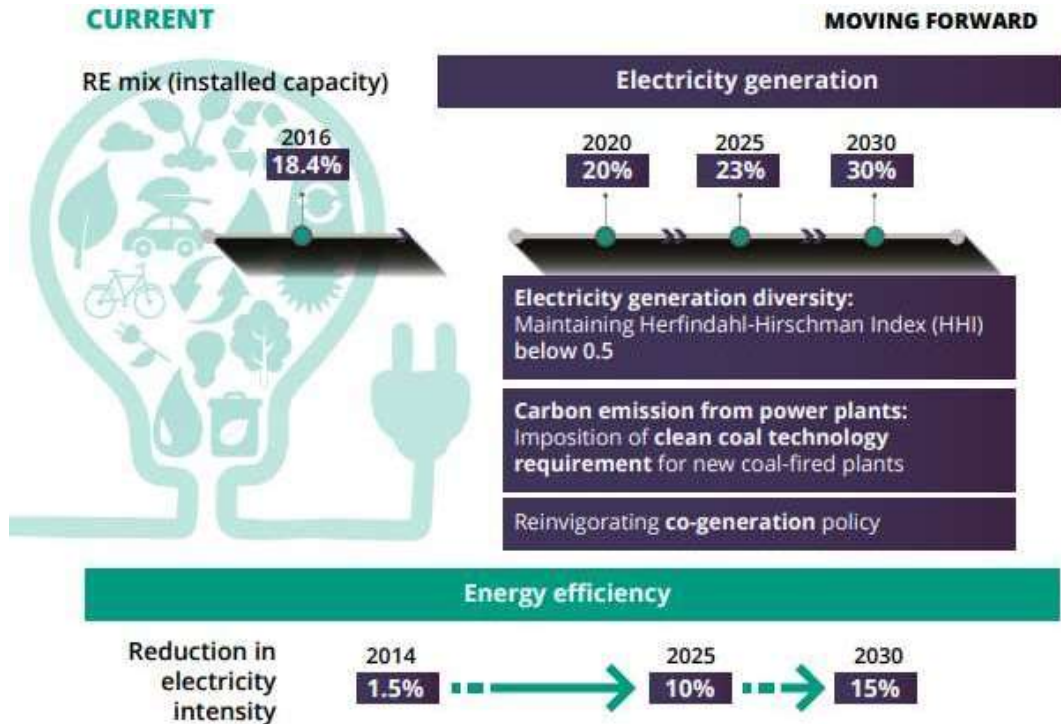 CURRENT
MOVING FORWARD
RE mix (installed capacity)
2016
18.4%
Electricity generation
2020
20%
2025
23%
2030
30%
Electricity generation diversity:
Maintaining Herfindahl-Hirschman Index (HHI)
below 0.5
Carbon emission from power plants:
Imposition of clean coal technology
requirement for new coal-fired plants
Reinvigorating co-generation policy
Energy efficiency
Reduction in
electricity
intensity
2014
1.5%
2025
10%
2030
15%